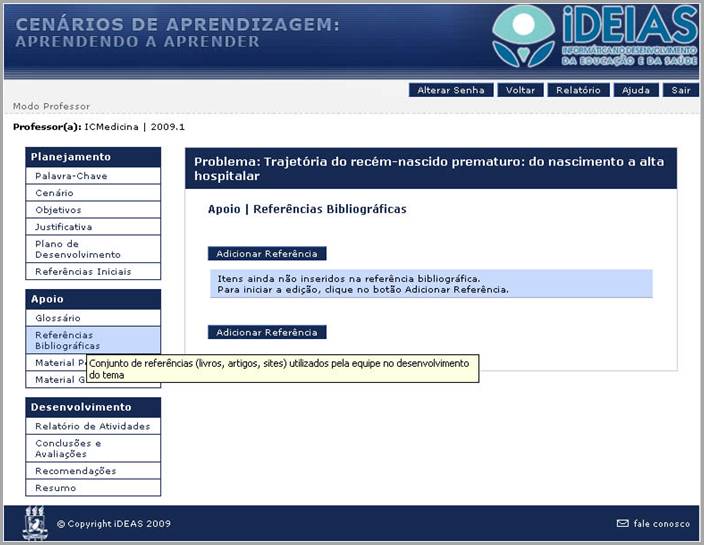 CENÁRIOS DE APRENDIZAGEM:
APRENDENDO A APRENDER
iDEIAS
INFORMÁTICA NO DESENVOLVIMENTO
DA EDUCAÇÃO E DA SAÚDE
Alterar Senha
Voltar
Relatório
Ajuda
Sair
Modo Professor
Professor(a): ICMedicina | 2009.1
Planejamento
Palavra-Chave
Cenário
Objetivos
Justificativa
Plano de
Desenvolvimento
Referências Iniciais
Apoio
Glossário
Referências
Bibliográficas
Material
Material
Desenvolvimento
Relatório de Atividades
Conclusões e
Avaliações
Recomendações
Resumo
Problema: Trajetória do recém-nascido prematuro: do nascimento a alta
hospitalar
Apoio | Referências Bibliográficas
Adicionar Referência
Itens ainda não inseridos na referência bibliográfica.
Para iniciar a edição, clique no botão Adicionar Referência.
Adicionar Referência
Conjunto de referências (livros, artigos, sites) utilizados pela equipe no desenvolvimento
do tema
© Copyright iDEAS 2009
fale conosco